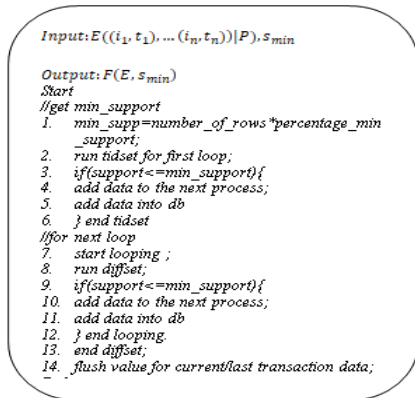 Input:E((i₁,t₁),...(iₙ,tₙ))|P),sₘᵢₙ
Output:F(E,sₘᵢₙ)
Start
//get min_support
1. min_supp=number_of_rows*percentage_min
_support;
2. run tidset for first loop;
3. if(support<=min_support){
4. add data to the next process;
5. add data into db
6. } end tidset
//for next loop
7. start looping ;
8. run diffset;
9. if(support<=min_support){
10. add data to the next process;
11. add data into db
12. } end looping.
13. end diffset;
14. flush value for current/last transaction data;